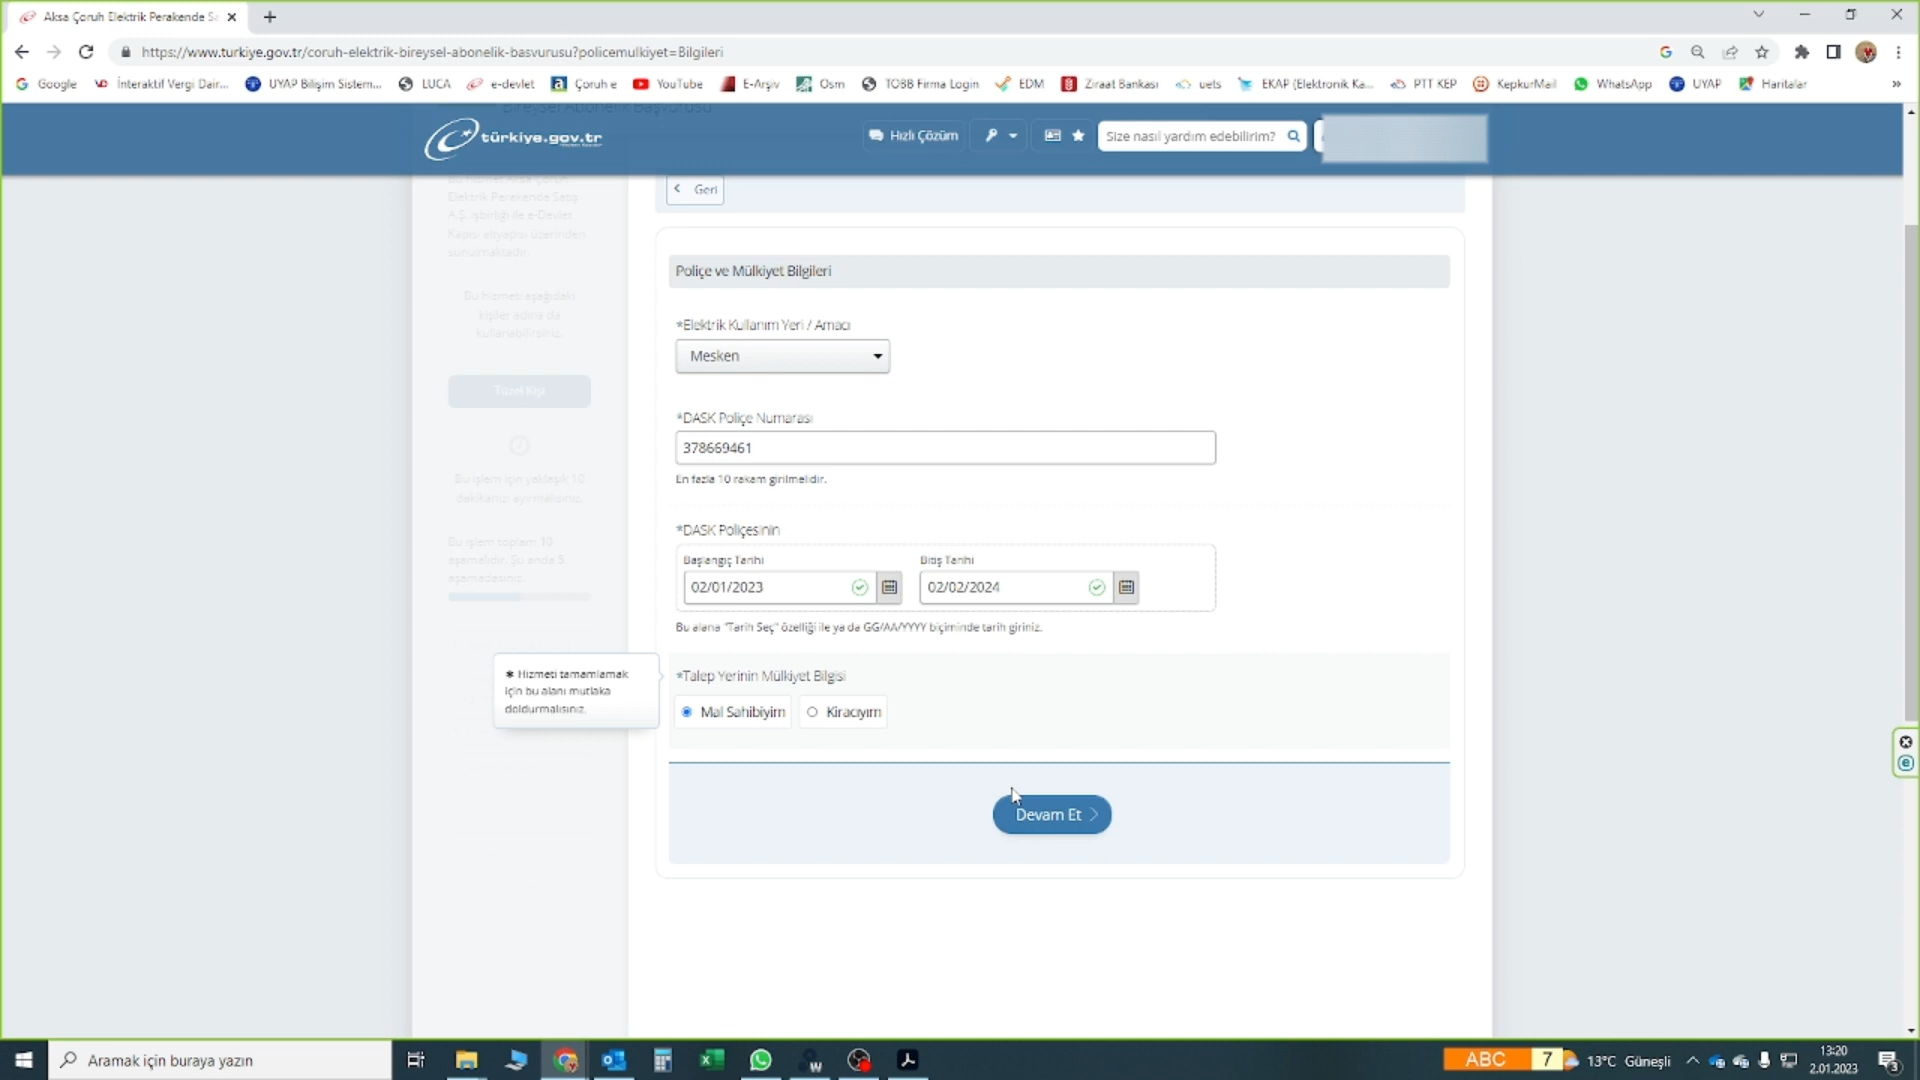 Aksa Çoruh Elektrik Perakende Sa
https://www.turkiye.gov.tr/coruh-elektrik-bireysel-abonelik-basvurusu?policemulkiyet=Bilgileri
Google İnteraktif Vergi Dair... UYAP Bilişim Sistem... LUCA e-devlet Çoruh e YouTube E-Arşiv Osm TOBB Firma Login EDM Ziraat Bankası uets EKAP (Elektronik Ka... PTT KEP KepkurMail WhatsApp UYAP Haritalar
Bireysel Abonelik Başvurusu
türkiye.gov.tr
Hızlı Çözüm
Size nasıl yardım edebilirim?
Bu hizmet Aksa Çoruh
Elektrik Perakende Satış
A.Ş. işbirliği ile e-Devlet
Kapısı altyapısı üzerinden
sunulmaktadır.
Bu hizmeti aşağıdaki
kişiler adına da
kullanabilirsiniz.
Tüzel Kişi
Bu işlem için yaklaşık 10
dakikanızı ayırmalısınız.
Bu işlem toplam 10
aşamalıdır. Şu anda 5.
aşamadasınız.
Geri
Poliçe ve Mülkiyet Bilgileri
*Elektrik Kullanım Yeri / Amacı
Mesken
*DASK Poliçe Numarası
378669461
En fazla 10 rakam girilmelidir.
*DASK Poliçesinin
Başlangıç Tarihi Bitiş Tarihi
02/01/2023 02/02/2024
Bu alana "Tarih Seç" özelliği ile ya da GG/AA/YYYY biçiminde tarih giriniz.
* Hizmeti tamamlamak
için bu alanı mutlaka
doldurmalısınız.
*Talep Yerinin Mülkiyet Bilgisi
Mal Sahibiyim Kiracıyım
Devam Et
Aramak için buraya yazın
ABC 7
13°C Güneşli
13:20
2.01.2023
3